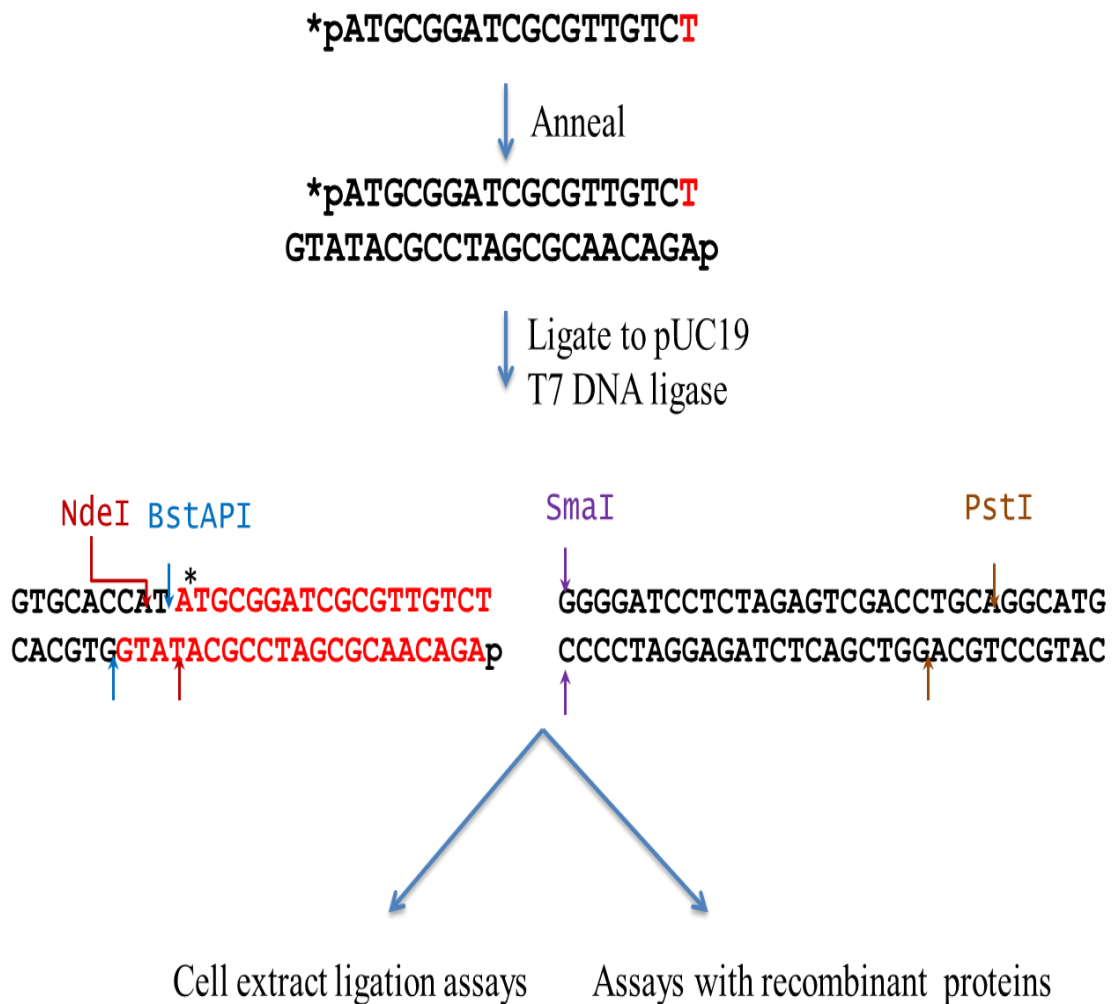 *pATGCGGATCGCGTTGTCT
Anneal
*pATGCGGATCGCGTTGTCT
GTATACGCCTAGCGCAACAGAp
Ligate to pUC19
T7 DNA ligase
NdeI BstAPI SmaI PstI
*
GTGCACCATATGCGGATCGCGTTGTCT GGGGATCCTCTAGAGTCGACCTGCAGGCATG
CACGTGGTATACGCCTAGCGCAACAGAp CCCCTAGGAGATCTCAGCTGGACGTCCGTAC
Cell extract ligation assays Assays with recombinant proteins